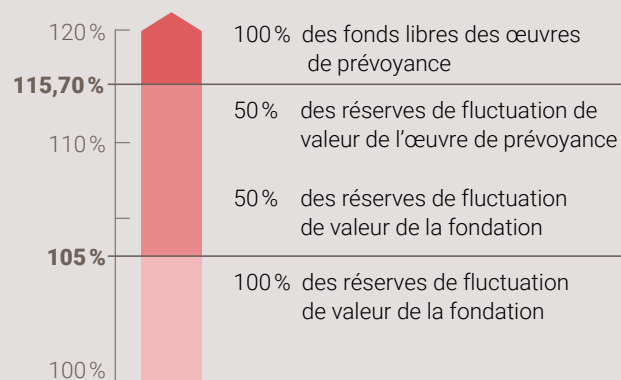 120 %
100 % des fonds libres des œuvres
de prévoyance
115,70 %
50 % des réserves de fluctuation de
valeur de l’œuvre de prévoyance
110 %
50 % des réserves de fluctuation
de valeur de la fondation
105 %
100 % des réserves de fluctuation
de valeur de la fondation
100 %